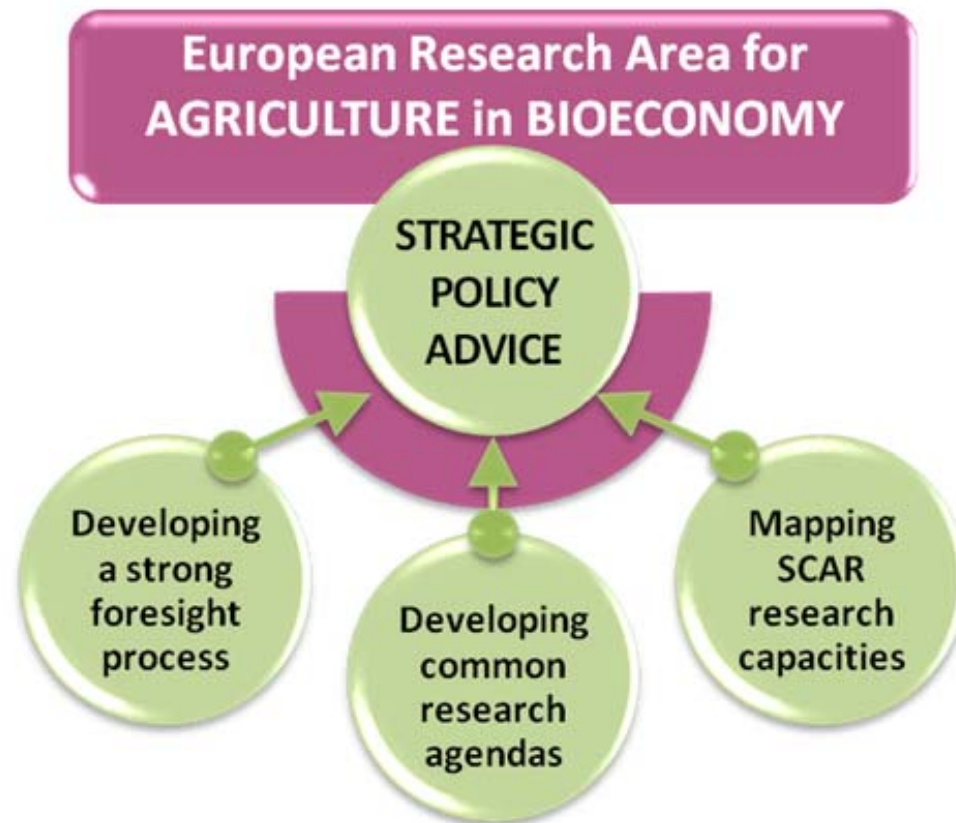 European Research Area for
AGRICULTURE in BIOECONOMY
STRATEGIC
POLICY
ADVICE
Developing
a strong
foresight
process
Developing
common
research
agendas
Mapping
SCAR
research
capacities